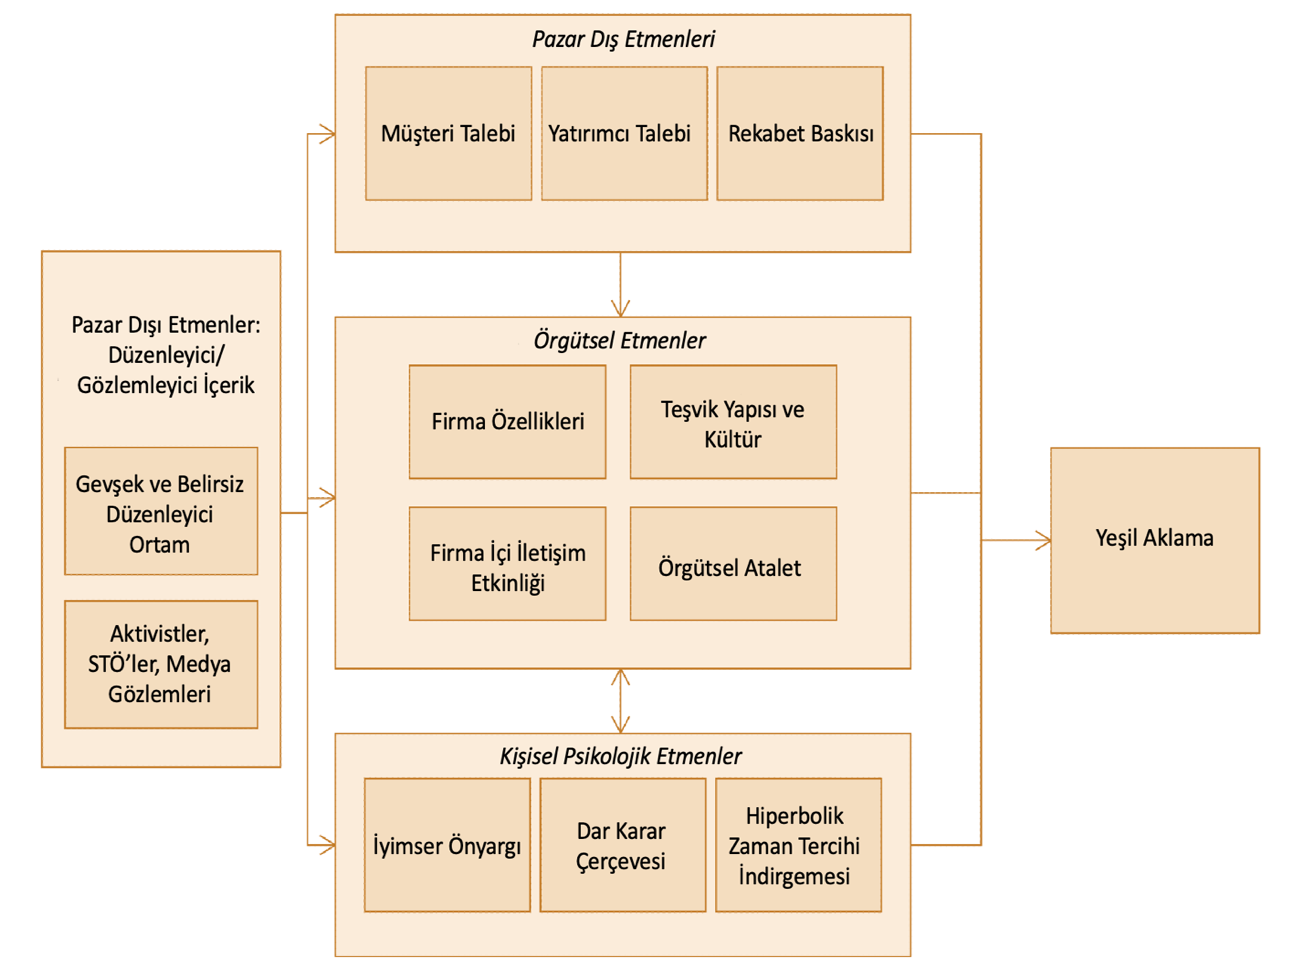 Pazar Dış Etmenleri
Müşteri Talebi
Yatırımcı Talebi
Rekabet Baskısı
Pazar Dışı Etmenler:
Düzenleyici/
Gözlemleyici İçerik
Gevşek ve Belirsiz
Düzenleyici
Ortam
Aktivistler,
STÖ’ler, Medya
Gözlemleri
Örgütsel Etmenler
Firma Özellikleri
Teşvik Yapısı ve
Kültür
Firma İçi İletişim
Etkinliği
Örgütsel Atalet
Kişisel Psikolojik Etmenler
İyimser Önyargı
Dar Karar
Çerçevesi
Hiperbolik
Zaman Tercihi
İndirgemesi
Yeşil Aklama